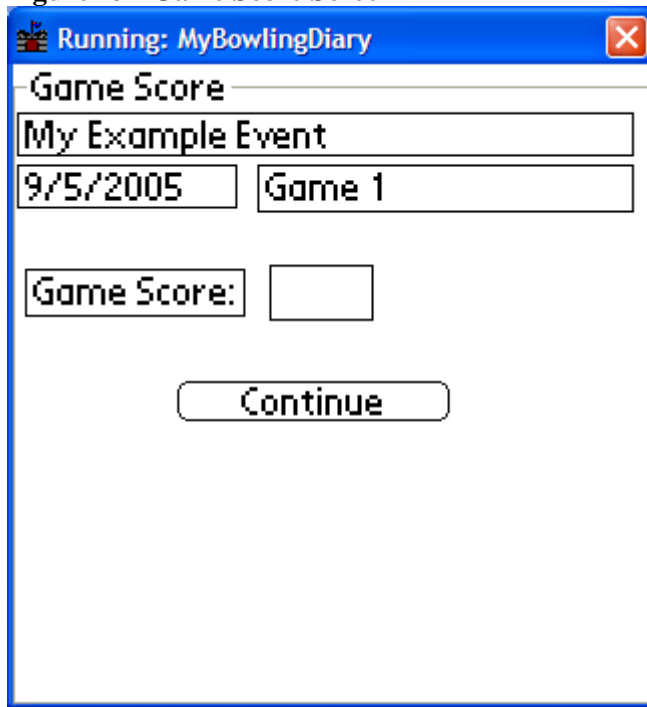 Running: MyBowlingDiary
Game Score
My Example Event
9/5/2005 Game 1
Game Score:
Continue